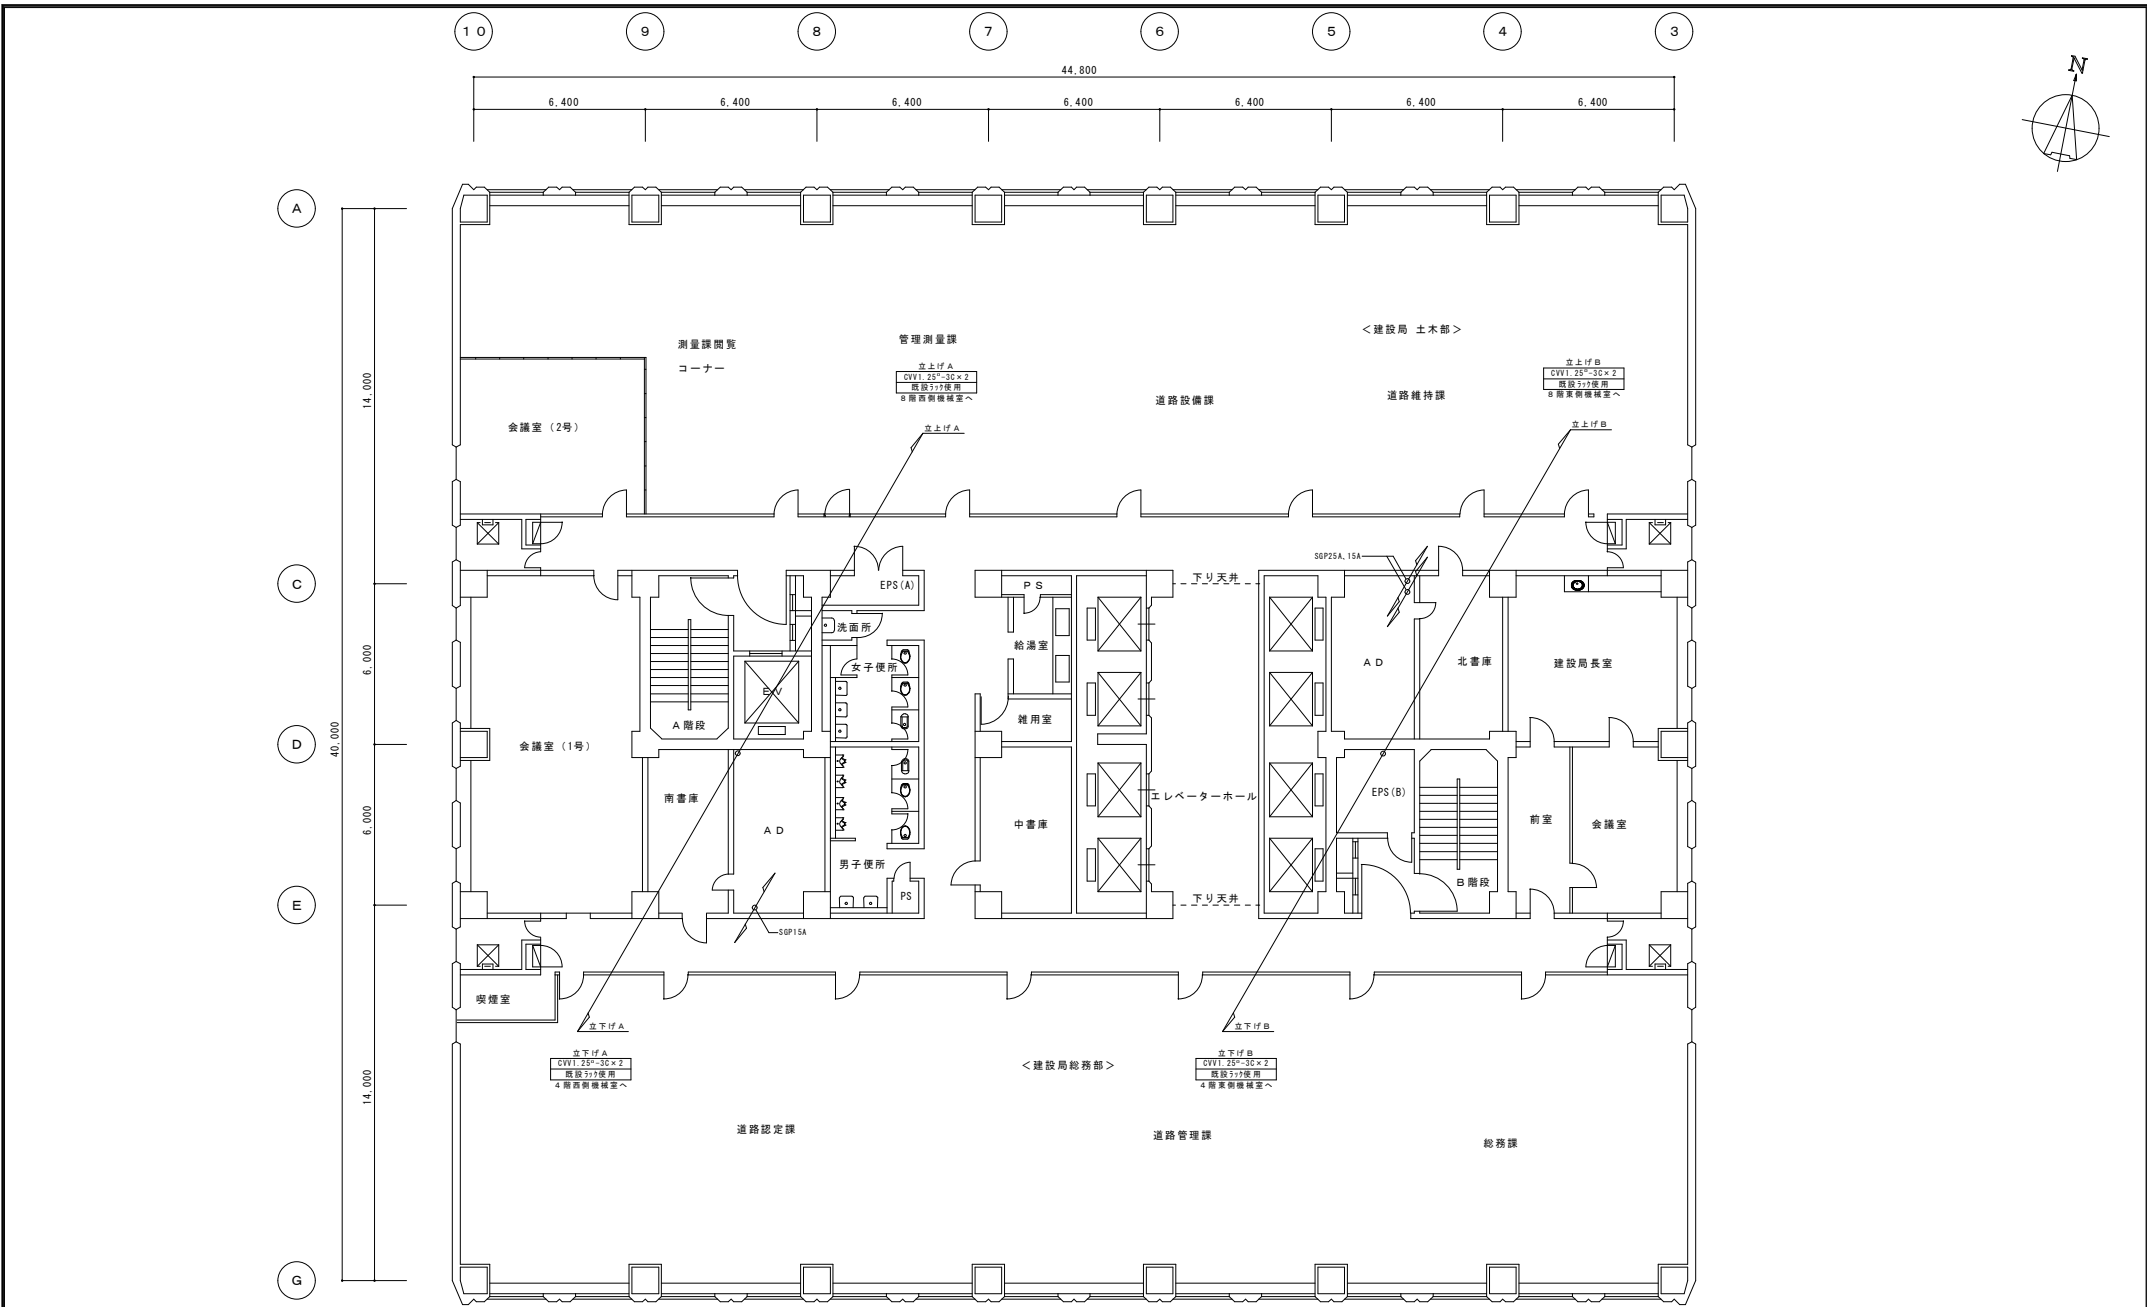 １０
９
８
７
６
５
４
３
44,800
6,400
6,400
6,400
6,400
6,400
6,400
6,400
N
A
C
D
E
G
40,000
14,000
6,000
6,000
14,000
測量課閲覧
コーナー
管理測量課
立上げA
CVV1.25°-3C×2
既設ラック使用
8階西側機械室へ
立上げA
道路設備課
＜建設局 土木部＞
道路維持課
立上げB
CVV1.25°-3C×2
既設ラック使用
8階東側機械室へ
立上げB
会議室（2号）
SGP25A,15A
EPS(A)
PS
下り天井
洗面所
給湯室
女子便所
EV
A階段
雑用室
AD
北書庫
建設局長室
会議室（1号）
南書庫
AD
中書庫
エレベーターホール
EPS(B)
前室
会議室
男子便所
PS
B階段
下り天井
SGP15A
喫煙室
立下げA
立下げA
CVV1.25°-3C×2
既設ラック使用
4階西側機械室へ
＜建設局総務部＞
立下げB
立下げB
CVV1.25°-3C×2
既設ラック使用
4階東側機械室へ
道路認定課
道路管理課
総務課